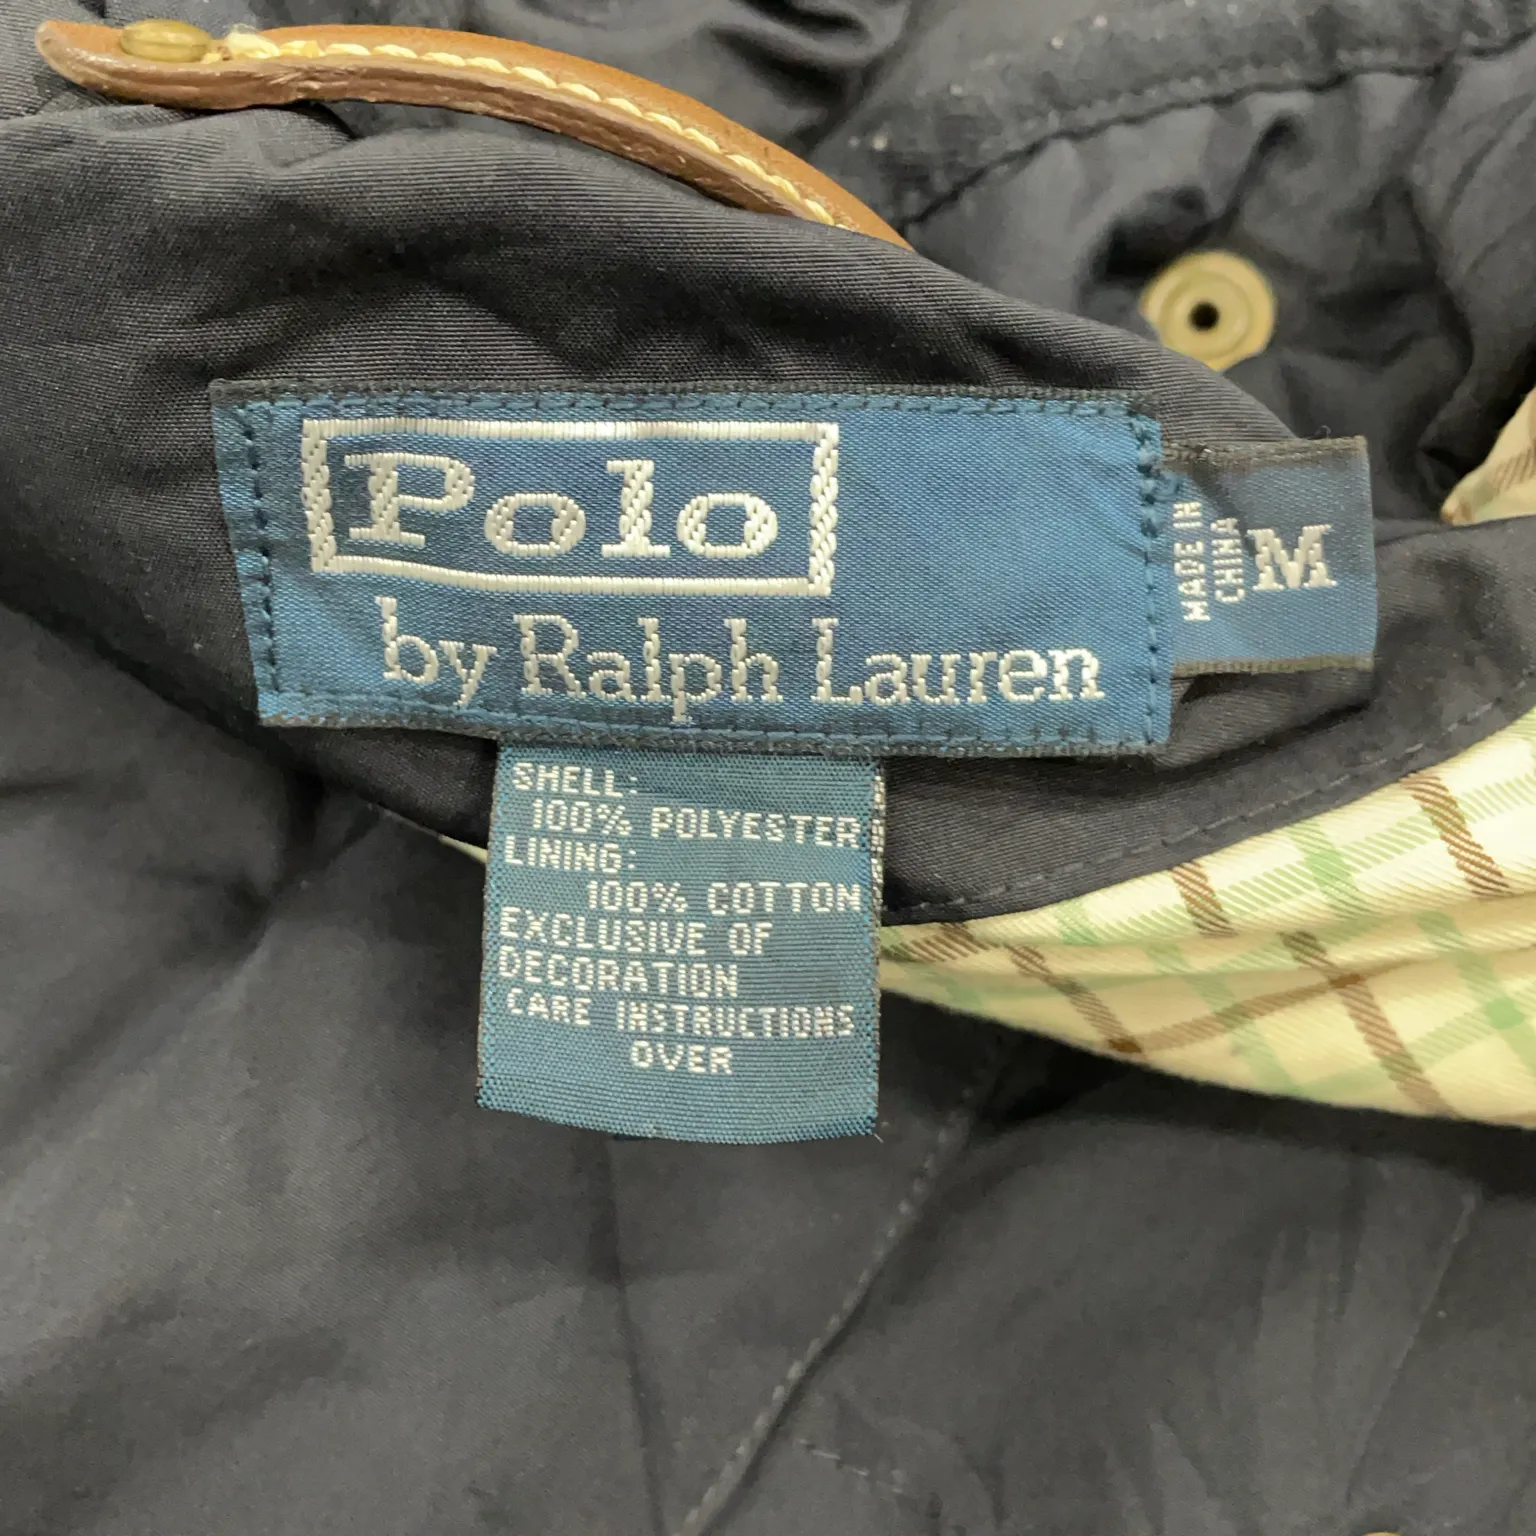 Polo
by Ralph Lauren
MADE IN
CHINA
M
SHELL:
100% POLYESTER
LINING:
100% COTTON
EXCLUSIVE OF
DECORATION
CARE INSTRUCTIONS
OVER